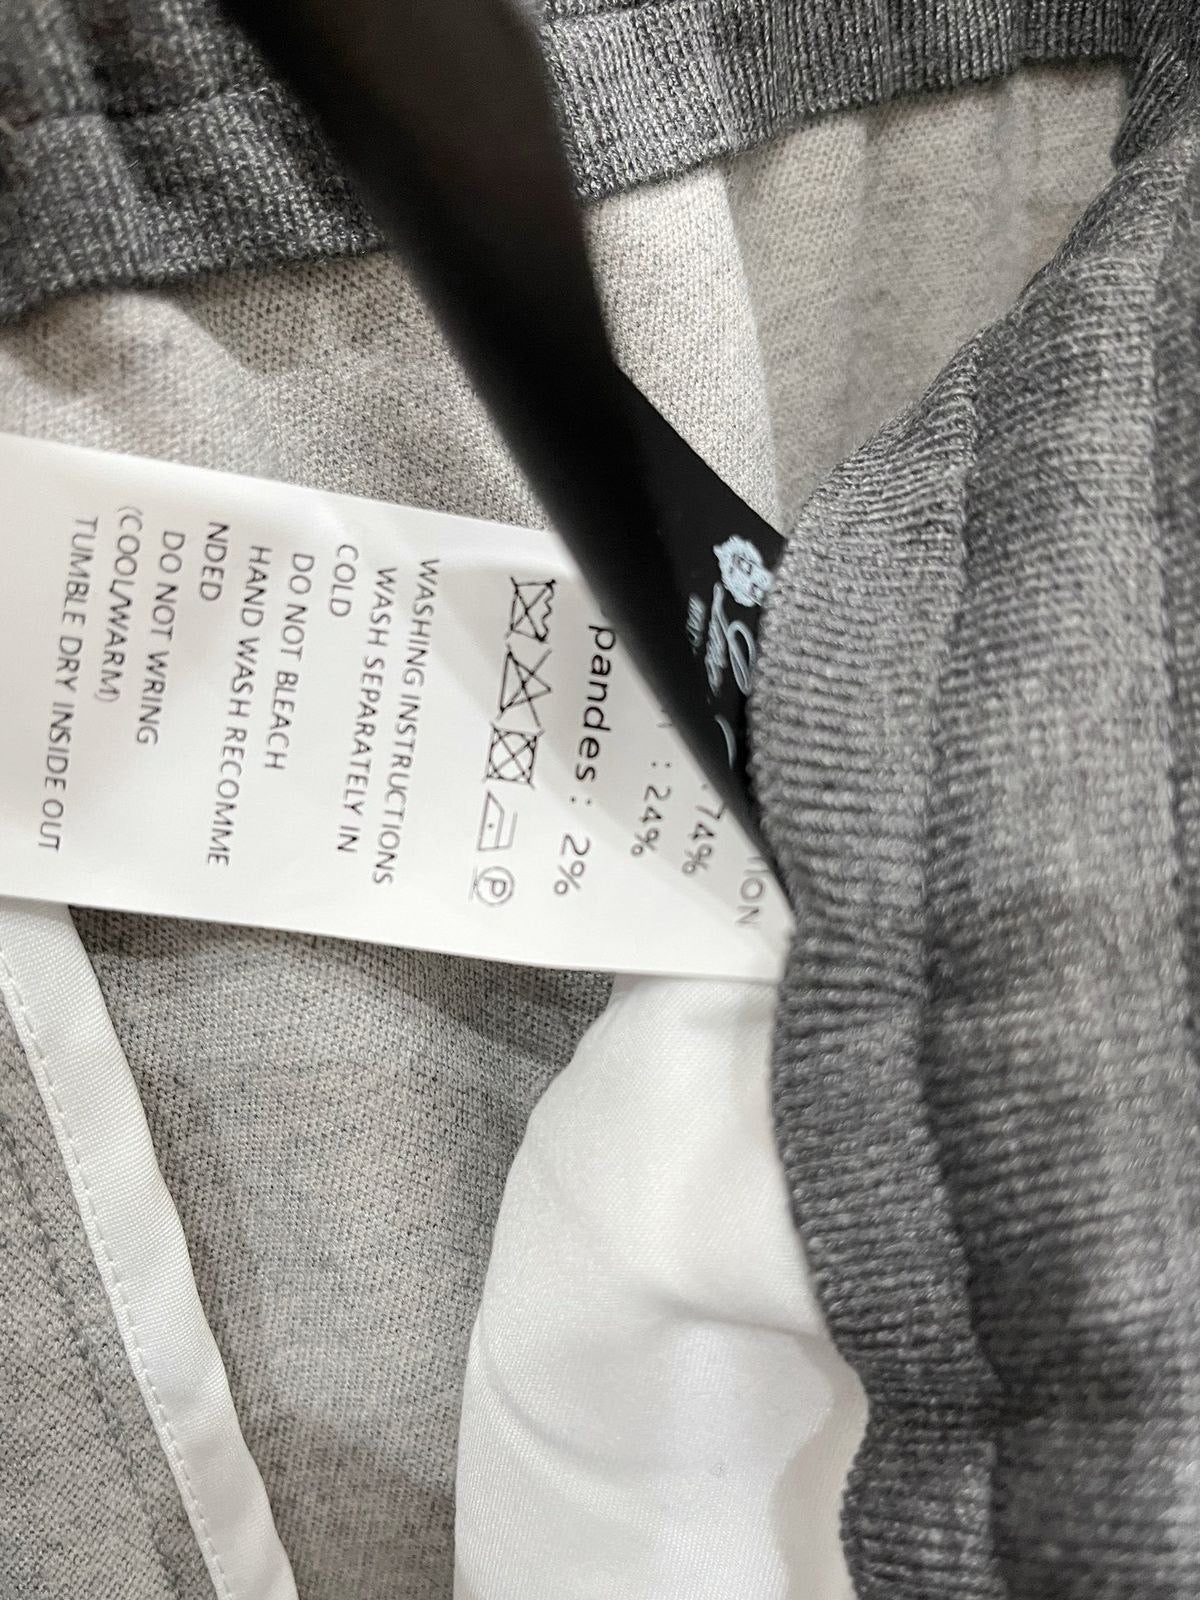 74%
: 24%
pandes : 2%
P
WASHING INSTRUCTIONS
WASH SEPARATELY IN
COLD
DO NOT BLEACH
HAND WASH RECOMME
NDED
DO NOT WRING
(COOL/WARM)
TUMBLE DRY INSIDE OUT